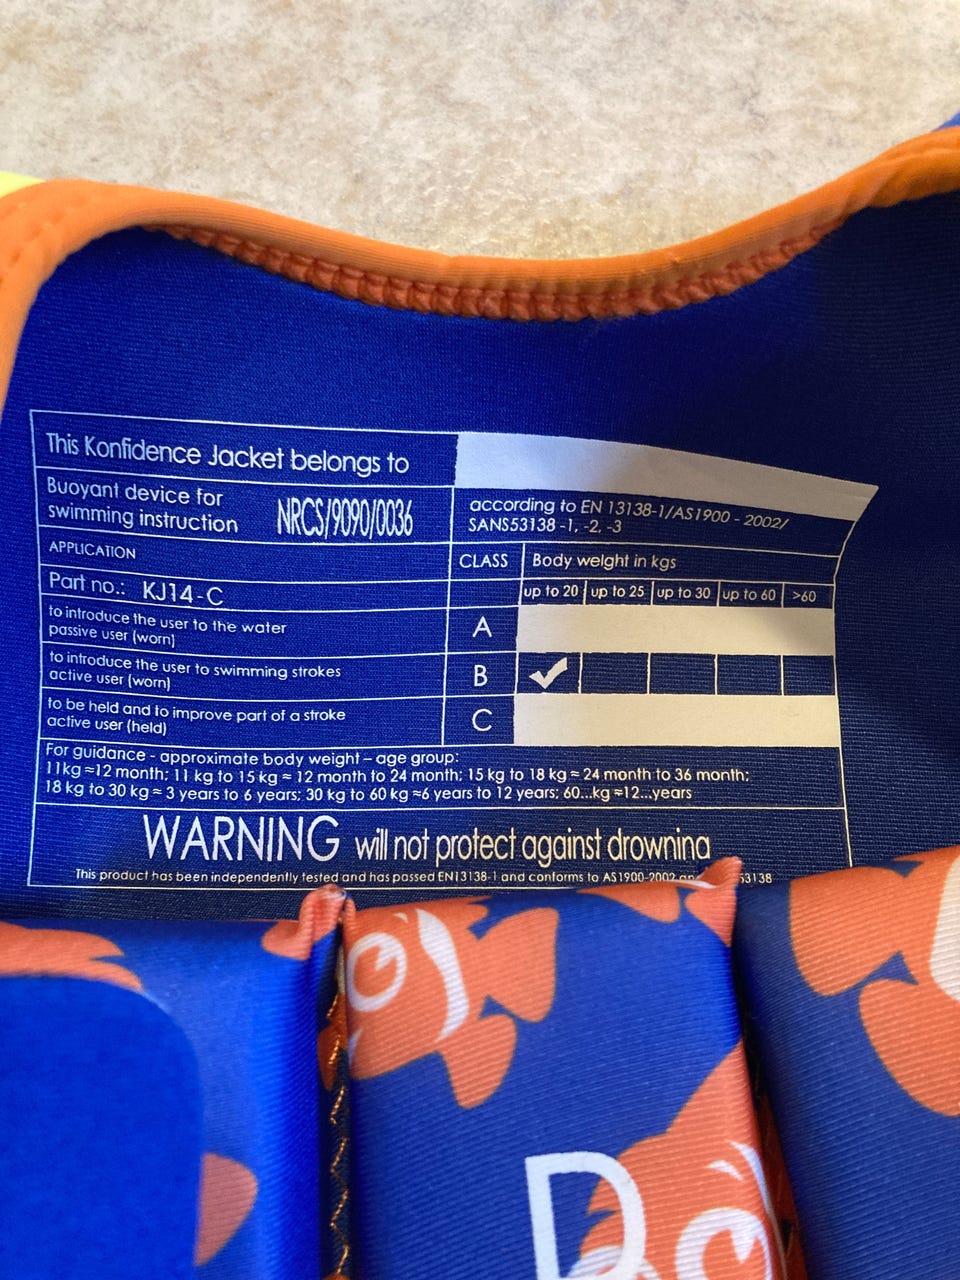 This Konfidence Jacket belongs to
Buoyant device for
swimming instruction
NRCS/9090/0036
according to EN 13138-1/AS1900 - 2002/
SANS53138 -1, -2, -3
APPLICATION
CLASS
Body weight in kgs
Part no.: KJ14-C
up to 20 up to 25 up to 30 up to 60 >60
to introduce the user to the water
passive user (worn)
A
to introduce the user to swimming strokes
active user (worn)
B ✓
to be held and to improve part of a stroke
active user (held)
C
For guidance - approximate body weight – age group:
11kg ≈12 month: 11 kg to 15 kg ≈ 12 month to 24 month: 15 kg to 18 kg ≈ 24 month to 36 month:
18 kg to 30 kg ≈ 3 years to 6 years: 30 kg to 60 kg ≈6 years to 12 years: 60...kg ≈12...years
WARNING will not protect against drowning
This product has been independently tested and has passed EN13138-1 and conforms to AS1900-2002 53138